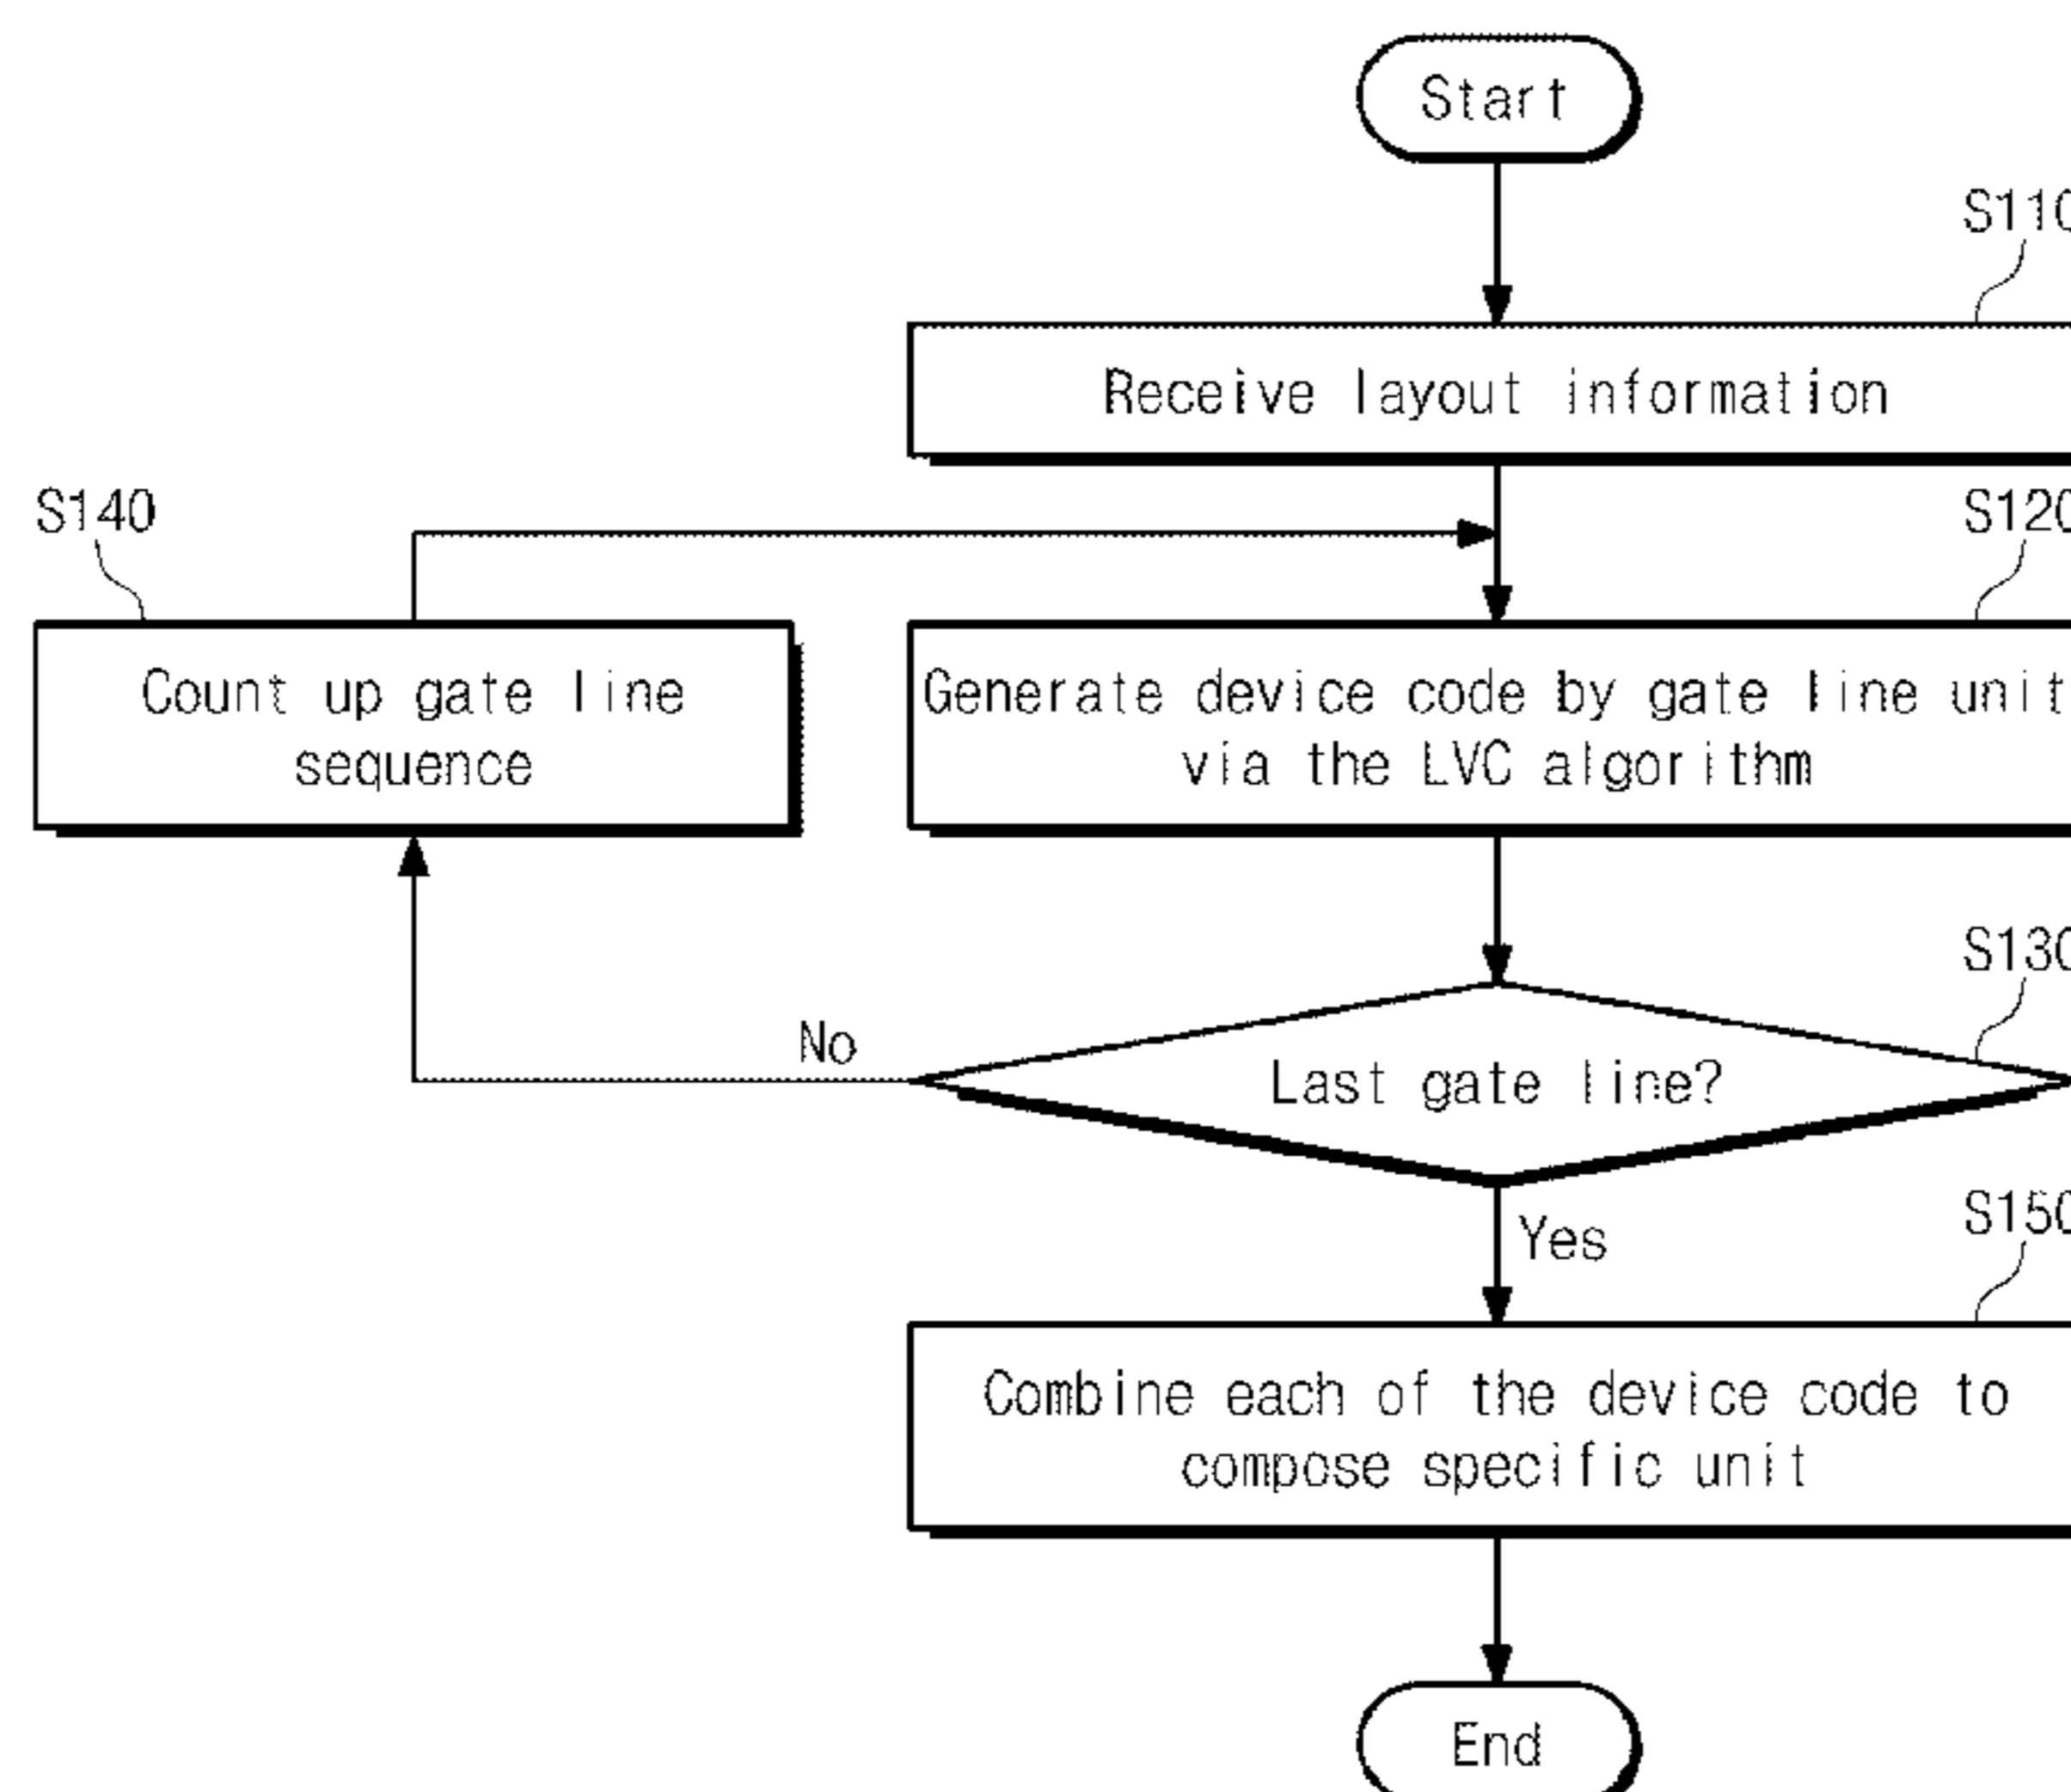 Start
S110
Receive layout information
S140
S120
Count up gate line
sequence
Generate device code by gate line unit
via the LVC algorithm
S130
No
Last gate line?
S150
Yes
Combine each of the device code to
compose specific unit
End